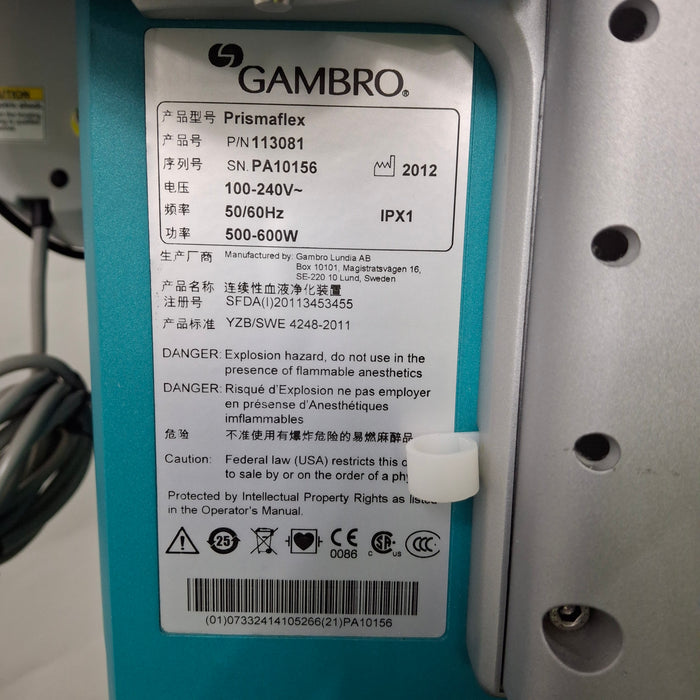 GAMBRO®
产品型号 Prismaflex
产品号 P/N 113081
序列号 SN. PA10156 2012
电压 100-240V~
频率 50/60Hz IPX1
功率 500-600W
生产厂商 Manufactured by: Gambro Lundia AB
Box 10101, Magistratsvägen 16,
SE-220 10 Lund, Sweden
产品名称 连续性血液净化装置
注册号 SFDA(I)20113453455
产品标准 YZB/SWE 4248-2011
DANGER: Explosion hazard, do not use in the
presence of flammable anesthetics
DANGER: Risqué d'Explosion ne pas employer
en présense d'Anesthétiques
imflammables
危险 不准使用有爆炸危险的易燃麻醉品
Caution: Federal law (USA) restricts this
to sale by or on the order of a
Protected by Intellectual Property Rights as
in the Operator's Manual.
25 CE 0086 CSA C US CCC
(01)07332414105266(21)PA10156